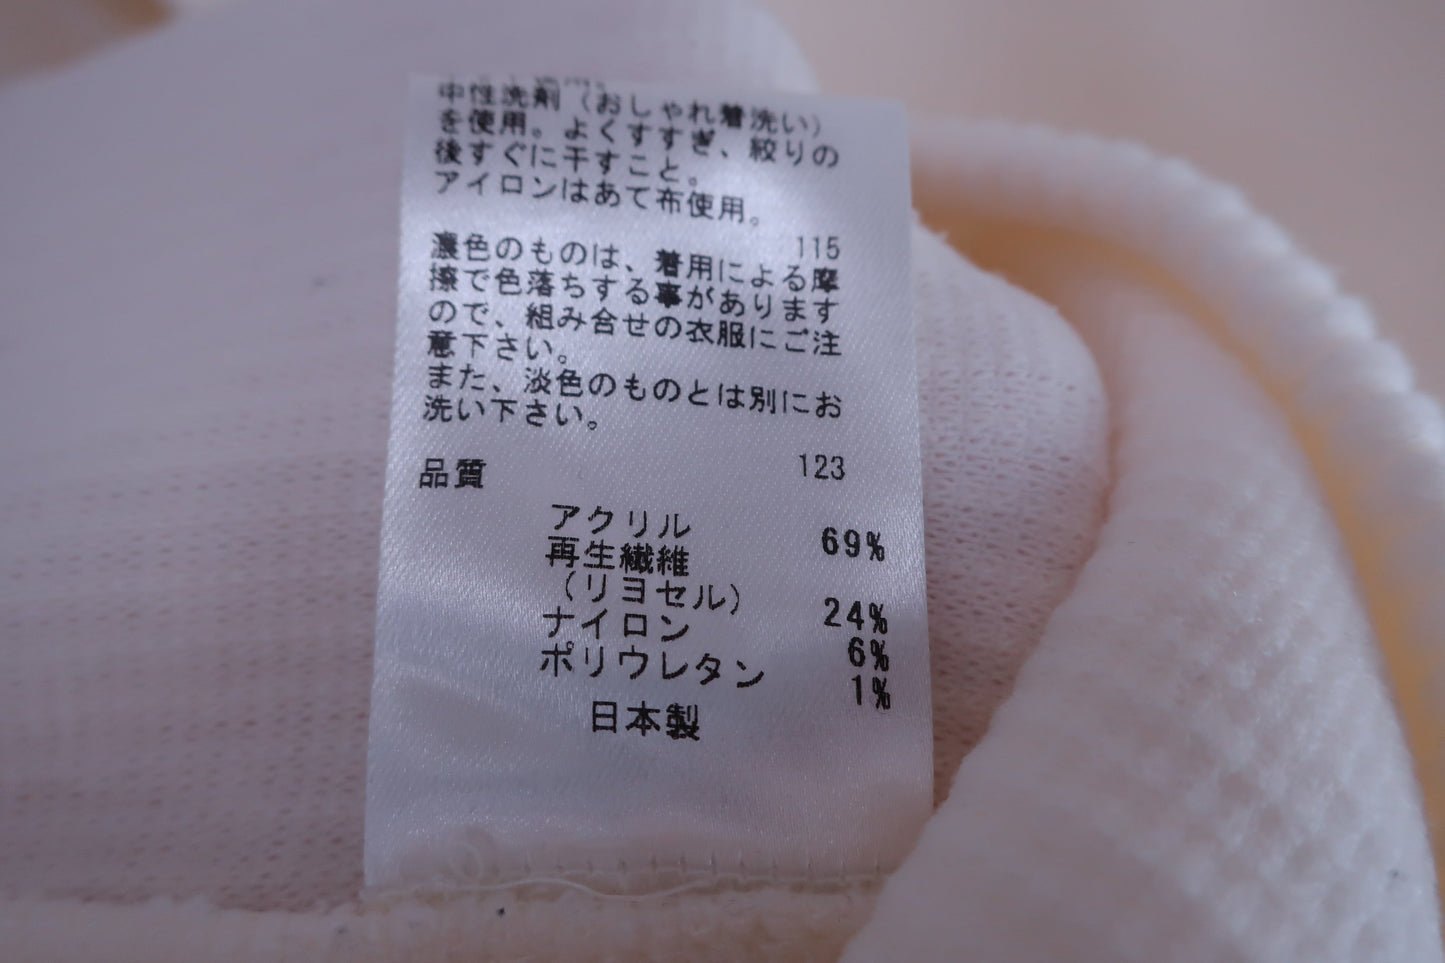 中性洗剤（おしゃれ着洗い）
を使用。よくすすぎ、絞りの
後すぐに干すこと。
アイロンはあて布使用。
115
濃色のものは、着用による摩
擦で色落ちする事があります
ので、組み合せの衣服にご注
意下さい。
また、淡色のものとは別にお
洗い下さい。
123
品質
アクリル 69%
再生繊維
（リヨセル） 24%
ナイロン 6%
ポリウレタン 1%
日本製